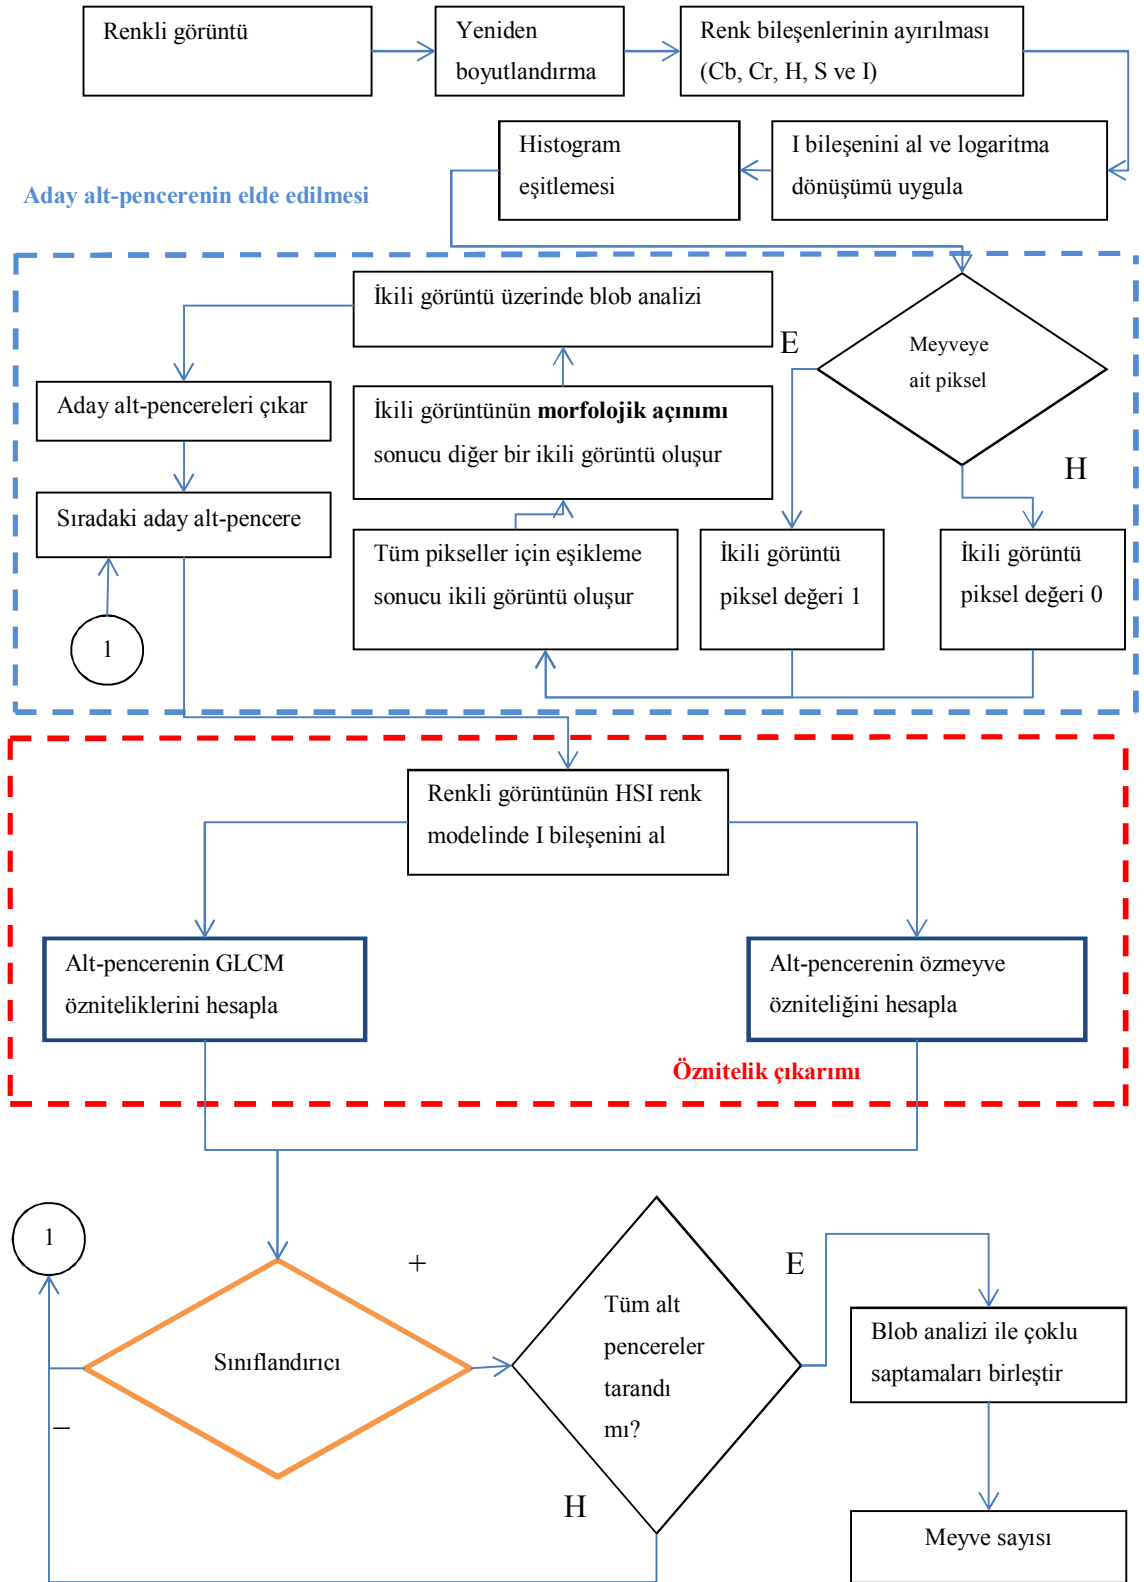 Renkli görüntü
Yeniden
boyutlandırma
Renk bileşenlerinin ayırılması
(Cb, Cr, H, S ve I)
Histogram
eşitlemesi
I bileşenini al ve logaritma
dönüşümü uygula
Aday alt-pencerenin elde edilmesi
İkili görüntü üzerinde blob analizi
E
Meyveye
ait piksel
H
Aday alt-pencereleri çıkar
İkili görüntünün morfolojik açınımı
sonucu diğer bir ikili görüntü oluşur
Sıradaki aday alt-pencere
Tüm pikseller için eşikleme
sonucu ikili görüntü oluşur
İkili görüntü
piksel değeri 1
İkili görüntü
piksel değeri 0
1
Renkli görüntünün HSI renk
modelinde I bileşenini al
Alt-pencerenin GLCM
özniteliklerini hesapla
Alt-pencerenin özmeyve
özniteliğini hesapla
Öznitelik çıkarımı
1
+
Sınıflandırıcı
–
Tüm alt
pencereler
tarandı
mı?
E
H
Blob analizi ile çoklu
saptamaları birleştir
Meyve sayısı